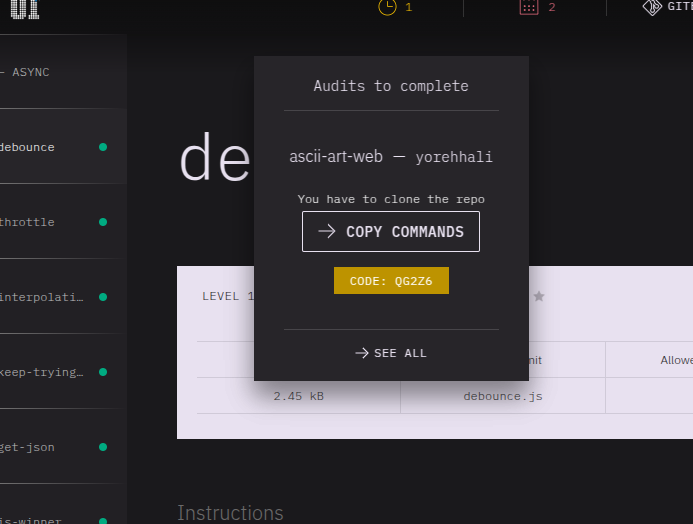 01
1
2
GITE
— ASYNC
debounce
throttle
interpolati…
keep-trying…
get-json
is-winner
de
Audits to complete
ascii-art-web — yorehhali
You have to clone the repo
COPY COMMANDS
CODE: QG2Z6
SEE ALL
LEVEL 1
mit
Allowe
2.45 kB
debounce.js
Instructions